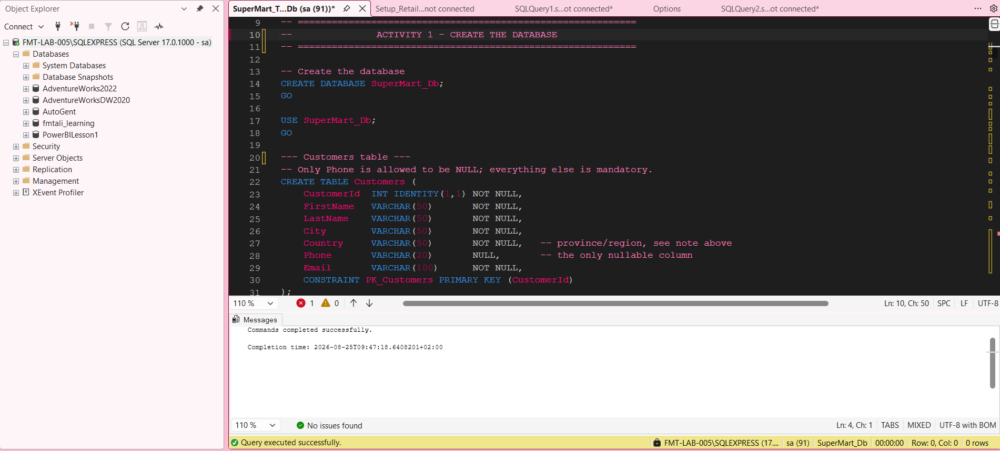 Object Explorer
Connect
FMT-LAB-005\SQLEXPRESS (SQL Server 17.0.1000 - sa)
Databases
System Databases
Database Snapshots
AdventureWorks2022
AdventureWorksDW2020
AutoGent
fmtali_learning
PowerBILesson1
Security
Server Objects
Replication
Management
XEvent Profiler
SuperMart_T...Db (sa (91))* Setup_Retail...not connected SQLQuery1.s...ot connected* Options SQLQuery2.s...ot connected*
9 -- ============================================================
10 -- ACTIVITY 1 - CREATE THE DATABASE
11 -- ============================================================
12
13 -- Create the database
14 CREATE DATABASE SuperMart_Db;
15 GO
16
17 USE SuperMart_Db;
18 GO
19
20 --- Customers table ---
21 -- Only Phone is allowed to be NULL; everything else is mandatory.
22 CREATE TABLE Customers (
23 CustomerId INT IDENTITY(1,1) NOT NULL,
24 FirstName VARCHAR(50) NOT NULL,
25 LastName VARCHAR(50) NOT NULL,
26 City VARCHAR(50) NOT NULL,
27 Country VARCHAR(50) NOT NULL, -- province/region, see note above
28 Phone VARCHAR(20) NULL, -- the only nullable column
29 Email VARCHAR(100) NOT NULL,
30 CONSTRAINT PK_Customers PRIMARY KEY (CustomerId)
31 );
110 % 1 0 Ln: 10, Ch: 50 SPC LF UTF-8
Messages
Commands completed successfully.
Completion time: 2026-08-25T09:47:18.6408201+02:00
110 % No issues found Ln: 4, Ch: 1 TABS MIXED UTF-8 with BOM
Query executed successfully. FMT-LAB-005\SQLEXPRESS (17.... sa (91) SuperMart_Db 00:00:00 Row: 0, Col: 0 0 rows